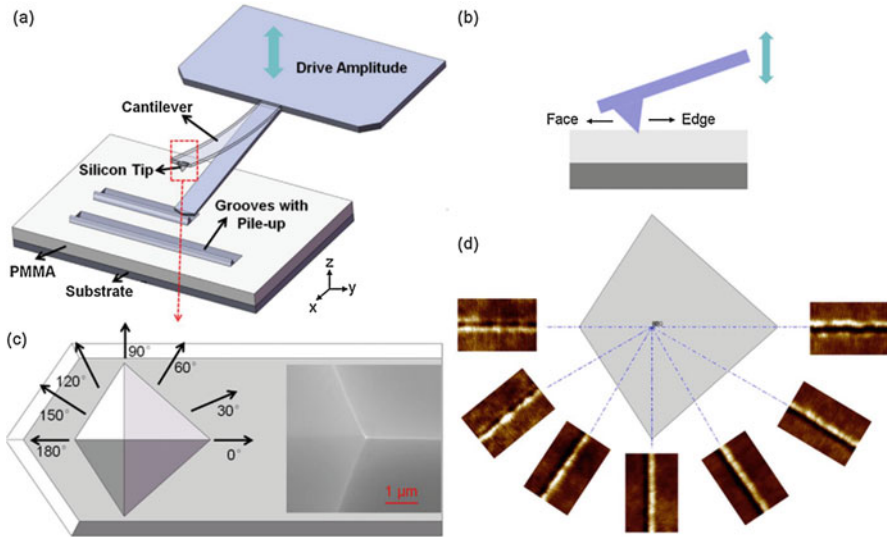 (a)
Drive Amplitude
Cantilever
Silicon Tip
Grooves with
Pile-up
PMMA
Substrate
z
y
x
(b)
Face
Edge
(c)
90°
120°
60°
150°
30°
180°
0°
1 μm
(d)